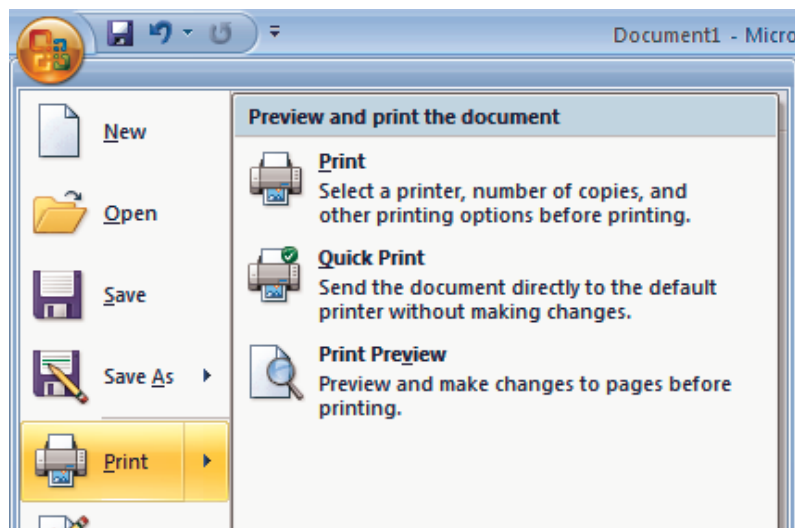 Document1 - Micro
New
Open
Save
Save As
Print
Preview and print the document
Print
Select a printer, number of copies, and
other printing options before printing.
Quick Print
Send the document directly to the default
printer without making changes.
Print Preview
Preview and make changes to pages before
printing.